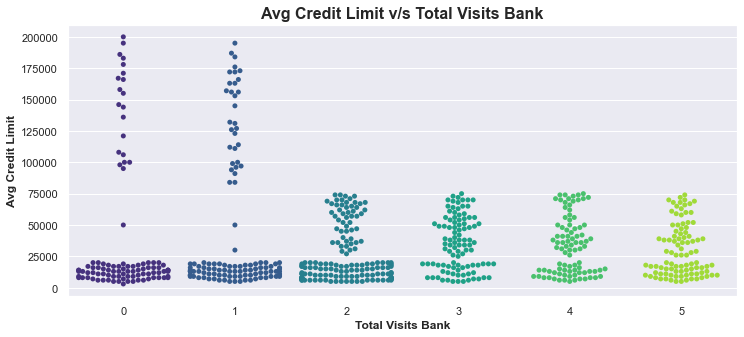 Avg Credit Limit v/s Total Visits Bank
Avg Credit Limit
200000
175000
150000
125000
100000
75000
50000
25000
0
0 1 2 3 4 5
Total Visits Bank